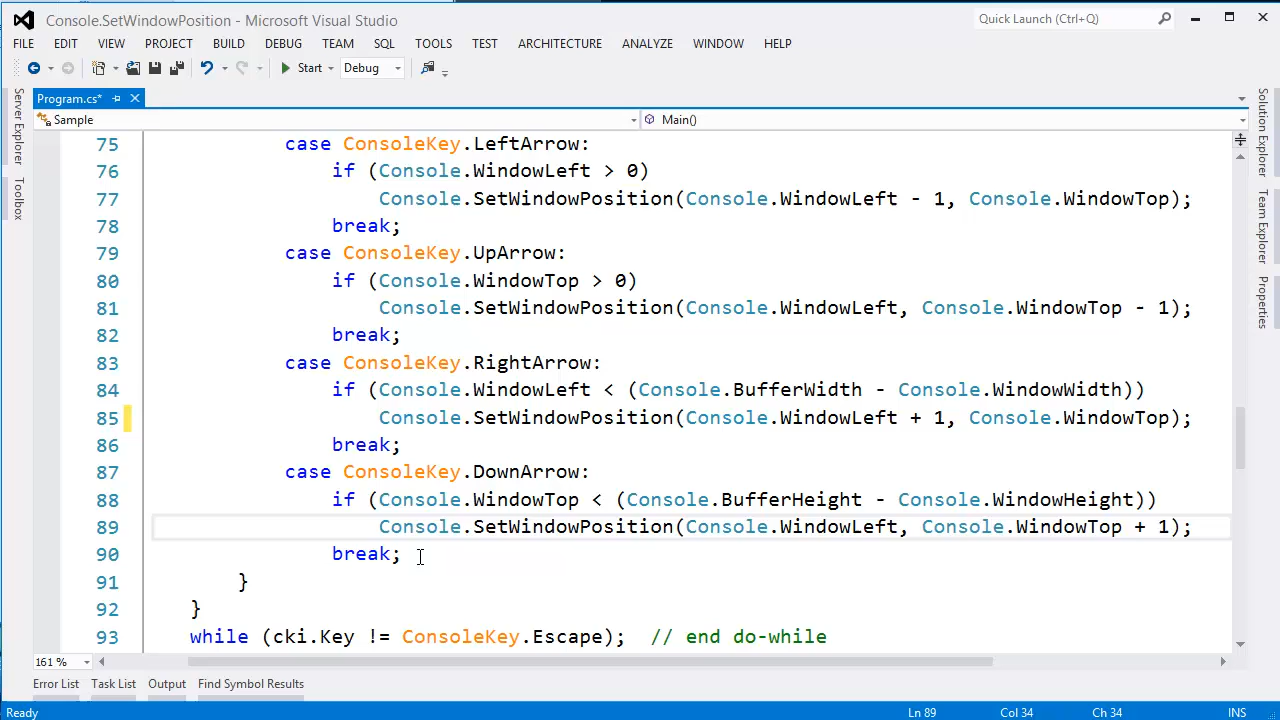 Console.SetWindowPosition - Microsoft Visual Studio
Quick Launch (Ctrl+Q)
FILE EDIT VIEW PROJECT BUILD DEBUG TEAM SQL TOOLS TEST ARCHITECTURE ANALYZE WINDOW HELP
Start Debug
Program.cs*
Sample
Main()
Server Explorer
Toolbox
75 case ConsoleKey.LeftArrow:
76 if (Console.WindowLeft > 0)
77 Console.SetWindowPosition(Console.WindowLeft - 1, Console.WindowTop);
78 break;
79 case ConsoleKey.UpArrow:
80 if (Console.WindowTop > 0)
81 Console.SetWindowPosition(Console.WindowLeft, Console.WindowTop - 1);
82 break;
83 case ConsoleKey.RightArrow:
84 if (Console.WindowLeft < (Console.BufferWidth - Console.WindowWidth))
85 Console.SetWindowPosition(Console.WindowLeft + 1, Console.WindowTop);
86 break;
87 case ConsoleKey.DownArrow:
88 if (Console.WindowTop < (Console.BufferHeight - Console.WindowHeight))
89 Console.SetWindowPosition(Console.WindowLeft, Console.WindowTop + 1);
90 break;
91 }
92 }
93 while (cki.Key != ConsoleKey.Escape); // end do-while
Solution Explorer
Team Explorer
Properties
161 %
Error List Task List Output Find Symbol Results
Ready Ln 89 Col 34 Ch 34 INS